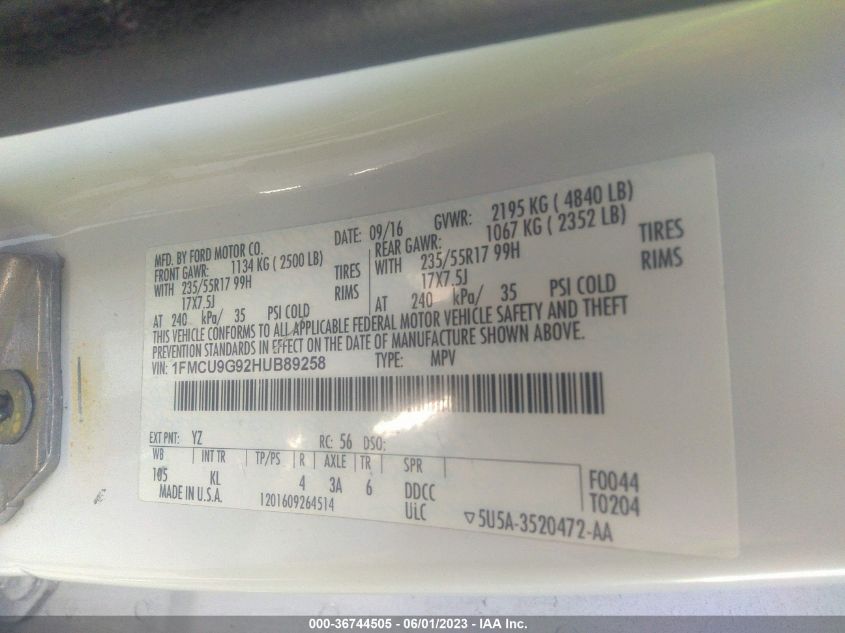 MFD. BY FORD MOTOR CO.
DATE: 09/16 GVWR: 2195 KG ( 4840 LB)
FRONT GAWR: 1134 KG ( 2500 LB) REAR GAWR: 1067 KG ( 2352 LB)
WITH 235/55R17 99H TIRES WITH 235/55R17 99H TIRES
17X7.5J RIMS 17X7.5J RIMS
AT 240 kPa/ 35 PSI COLD AT 240 kPa/ 35 PSI COLD
THIS VEHICLE CONFORMS TO ALL APPLICABLE FEDERAL MOTOR VEHICLE SAFETY AND THEFT
PREVENTION STANDARDS IN EFFECT ON THE DATE OF MANUFACTURE SHOWN ABOVE.
VIN: 1FMCU9G92HUB89258 TYPE: MPV
EXT PNT: YZ RC: 56 DSO:
WB INT TR TP/PS R AXLE TR SPR
105 KL 4 3A 6 DDCC F0044
MADE IN U.S.A. 1201609264514 UILC T0204
▽5U5A-3520472-AA
000-36744505 - 06/01/2023 - IAA Inc.